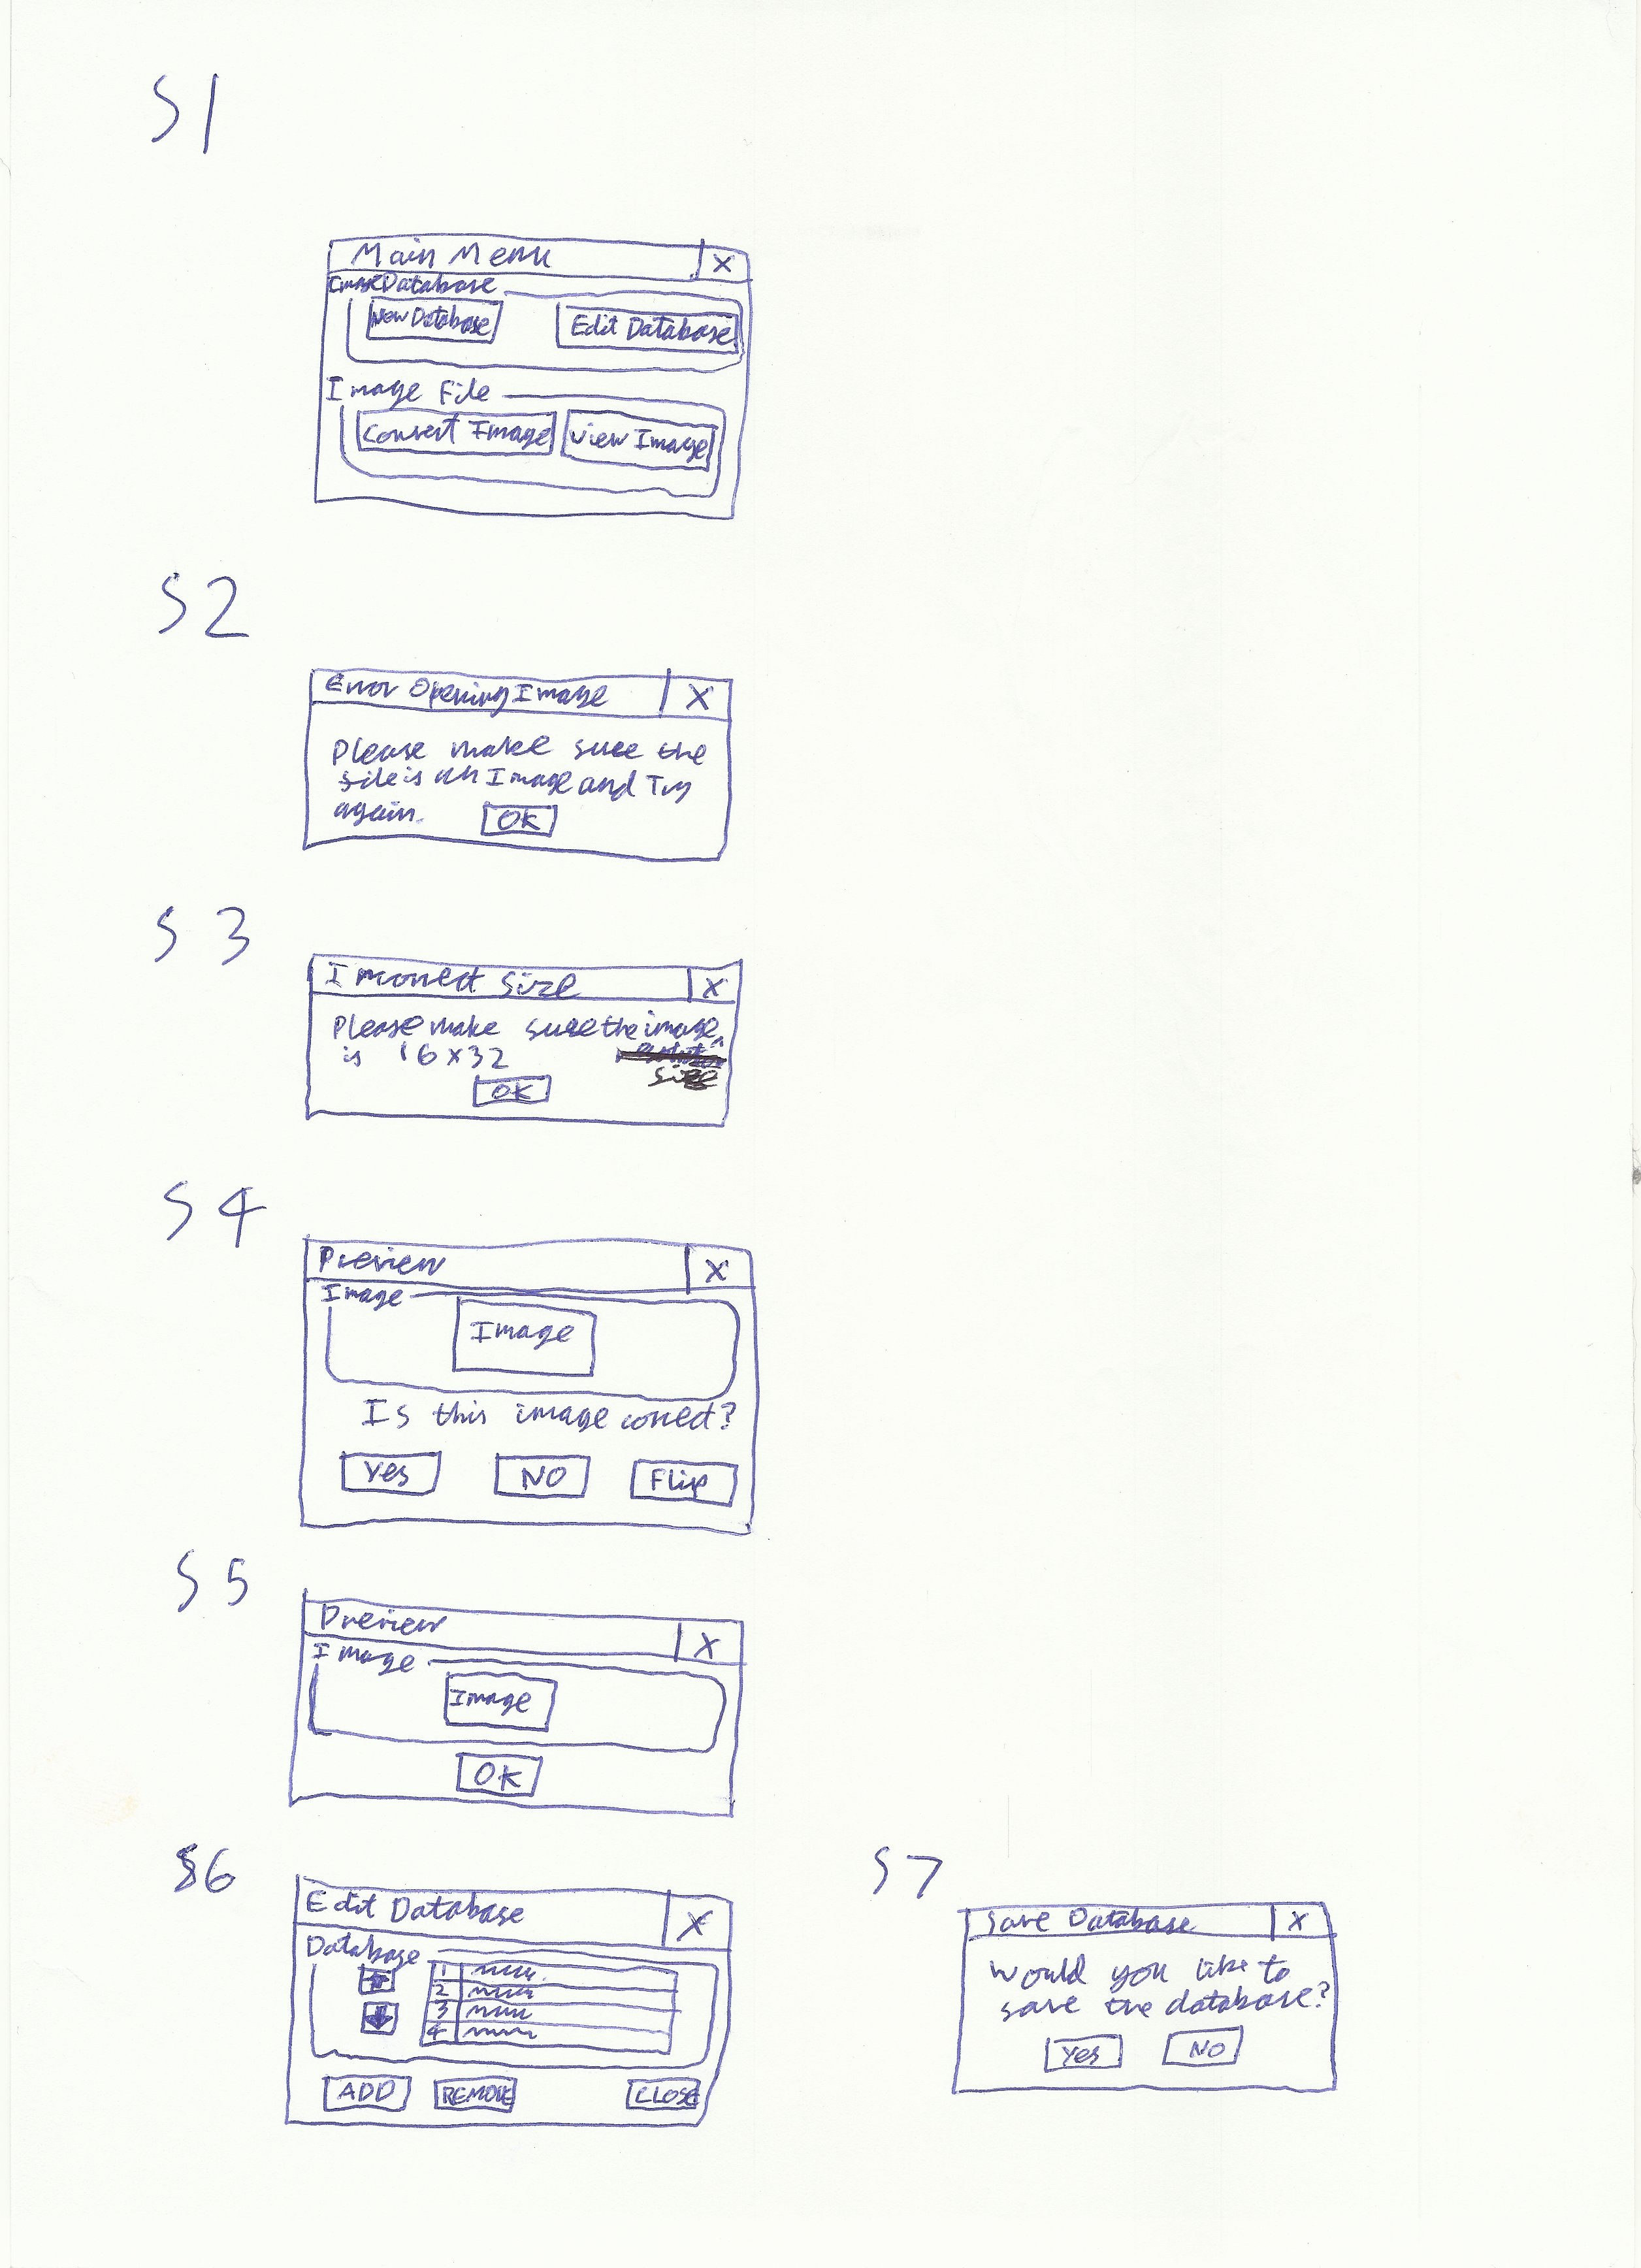 S1
Main Menu X
Image Database
New Database Edit Database
Image File
Convert Image View Image
S2
Error Opening Image X
Please make sure the
file is an Image and Try
again.
OK
S3
Incorrect Size X
Please make sure the image
is 16x32
size
OK
S4
Preview X
Image
Image
Is this image correct?
Yes NO Flip
S5
Preview X
Image
Image
OK
S6
Edit Database X
Database
1
2
3
4
ADD REMOVE CLOSE
S7
Save Database X
Would you like to
save the database?
Yes NO